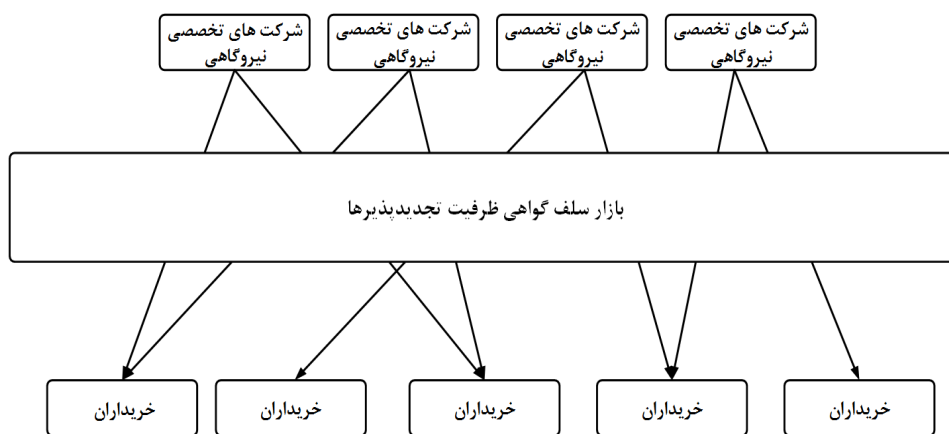 شرکت های تخصصی
نیروگاهی
شرکت های تخصصی
نیروگاهی
شرکت های تخصصی
نیروگاهی
شرکت های تخصصی
نیروگاهی
بازار سلف گواهی ظرفیت تجدیدپذیرها
خریداران
خریداران
خریداران
خریداران
خریداران